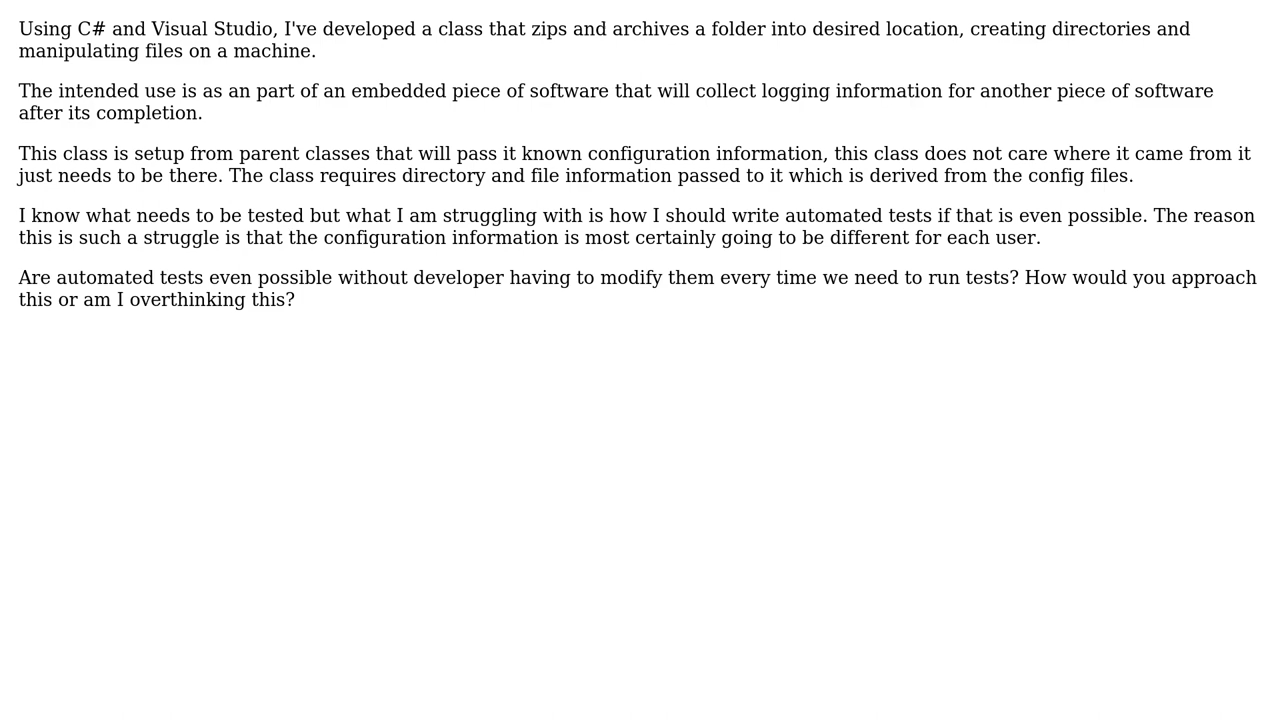 Using C# and Visual Studio, I've developed a class that zips and archives a folder into desired location, creating directories and
manipulating files on a machine.
The intended use is as an part of an embedded piece of software that will collect logging information for another piece of software
after its completion.
This class is setup from parent classes that will pass it known configuration information, this class does not care where it came from it
just needs to be there. The class requires directory and file information passed to it which is derived from the config files.
I know what needs to be tested but what I am struggling with is how I should write automated tests if that is even possible. The reason
this is such a struggle is that the configuration information is most certainly going to be different for each user.
Are automated tests even possible without developer having to modify them every time we need to run tests? How would you approach
this or am I overthinking this?